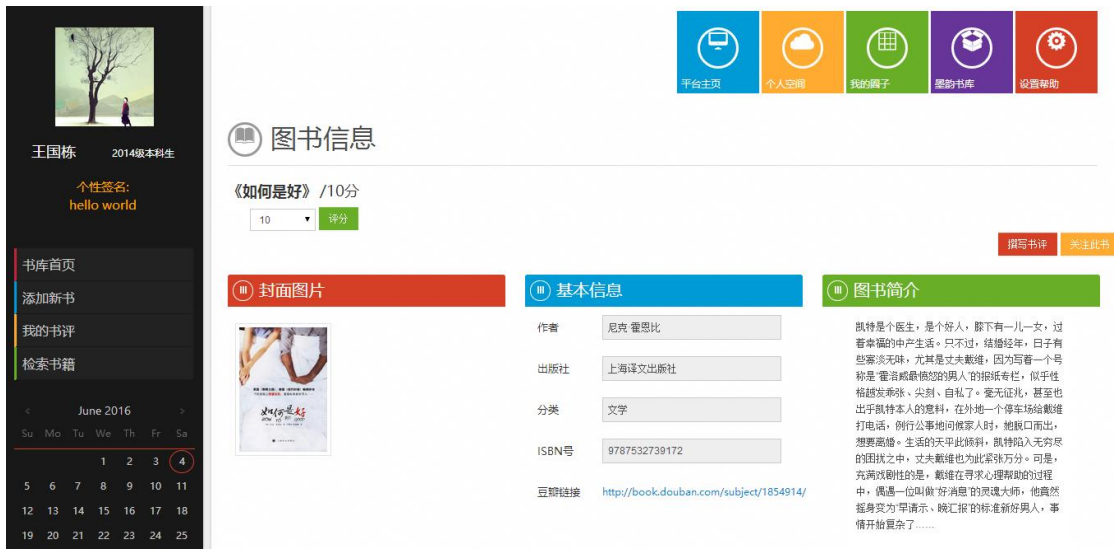 平台主页
个人空间
我的圈子
墨韵书库
设置帮助
王国栋
2014级本科生
个性签名:
hello world
书库首页
添加新书
我的书评
检索书籍
June 2016
Su Mo Tu We Th Fr Sa
1 2 3 4
5 6 7 8 9 10 11
12 13 14 15 16 17 18
19 20 21 22 23 24 25
图书信息
《如何是好》 /10分
10
评分
撰写书评
关注此书
封面图片
如何是好
基本信息
作者
尼克 霍恩比
出版社
上海译文出版社
分类
文学
ISBN号
9787532739172
豆瓣链接
http://book.douban.com/subject/1854914/
图书简介
凯特是个医生，是个好人，膝下有一儿一女，过
着幸福的中产生活。只不过，结婚经年，日子有
些寡淡无味，尤其是丈夫戴维，因为写着一个号
称是“霍洛威最愤怒的男人”的报纸专栏，似乎性
格越发乖张、尖刻、自私了。毫无征兆，甚至也
出乎凯特本人的意料，在外地一个停车场给戴维
打电话，例行公事地问候家人时，她脱口而出，
想要离婚。生活的天平此倾斜，凯特陷入无穷尽
的困扰之中，丈夫戴维也为此紧张万分。可是，
充满戏剧性的是，戴维在寻求心理帮助的过程
中，偶遇一位叫做“好消息”的灵魂大师，他竟然
摇身变为“早请示、晚汇报”的标准新好男人，事
情开始复杂了……